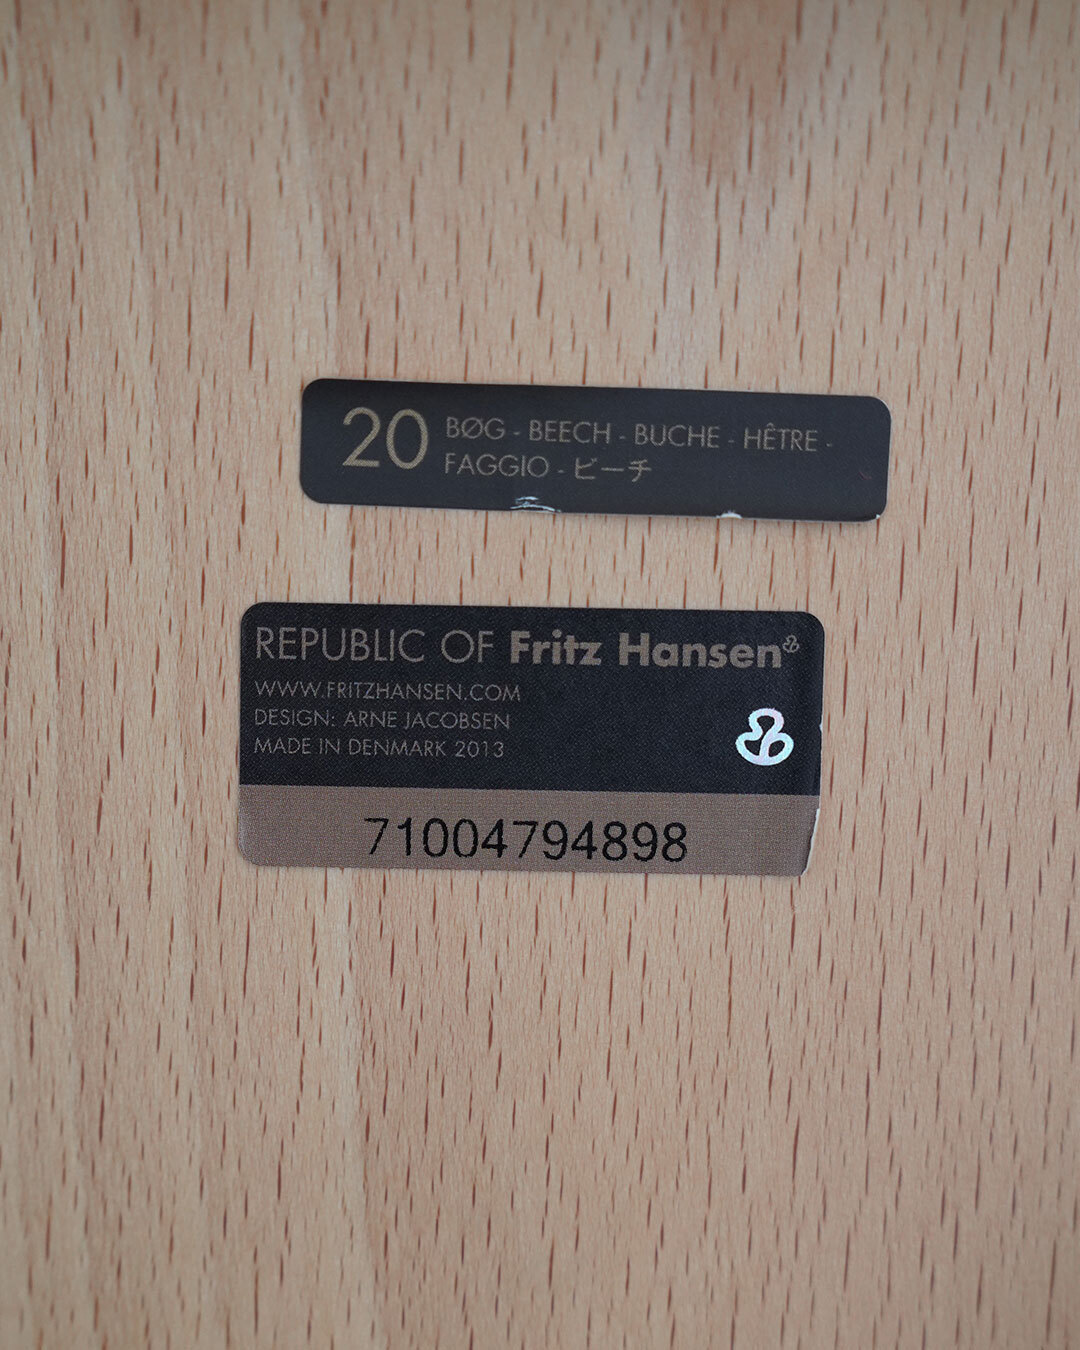 20 BØG - BEECH - BUCHE - HÊTRE -
FAGGIO - ビーチ
REPUBLIC OF Fritz Hansen
WWW.FRITZHANSEN.COM
DESIGN: ARNE JACOBSEN
MADE IN DENMARK 2013
71004794898